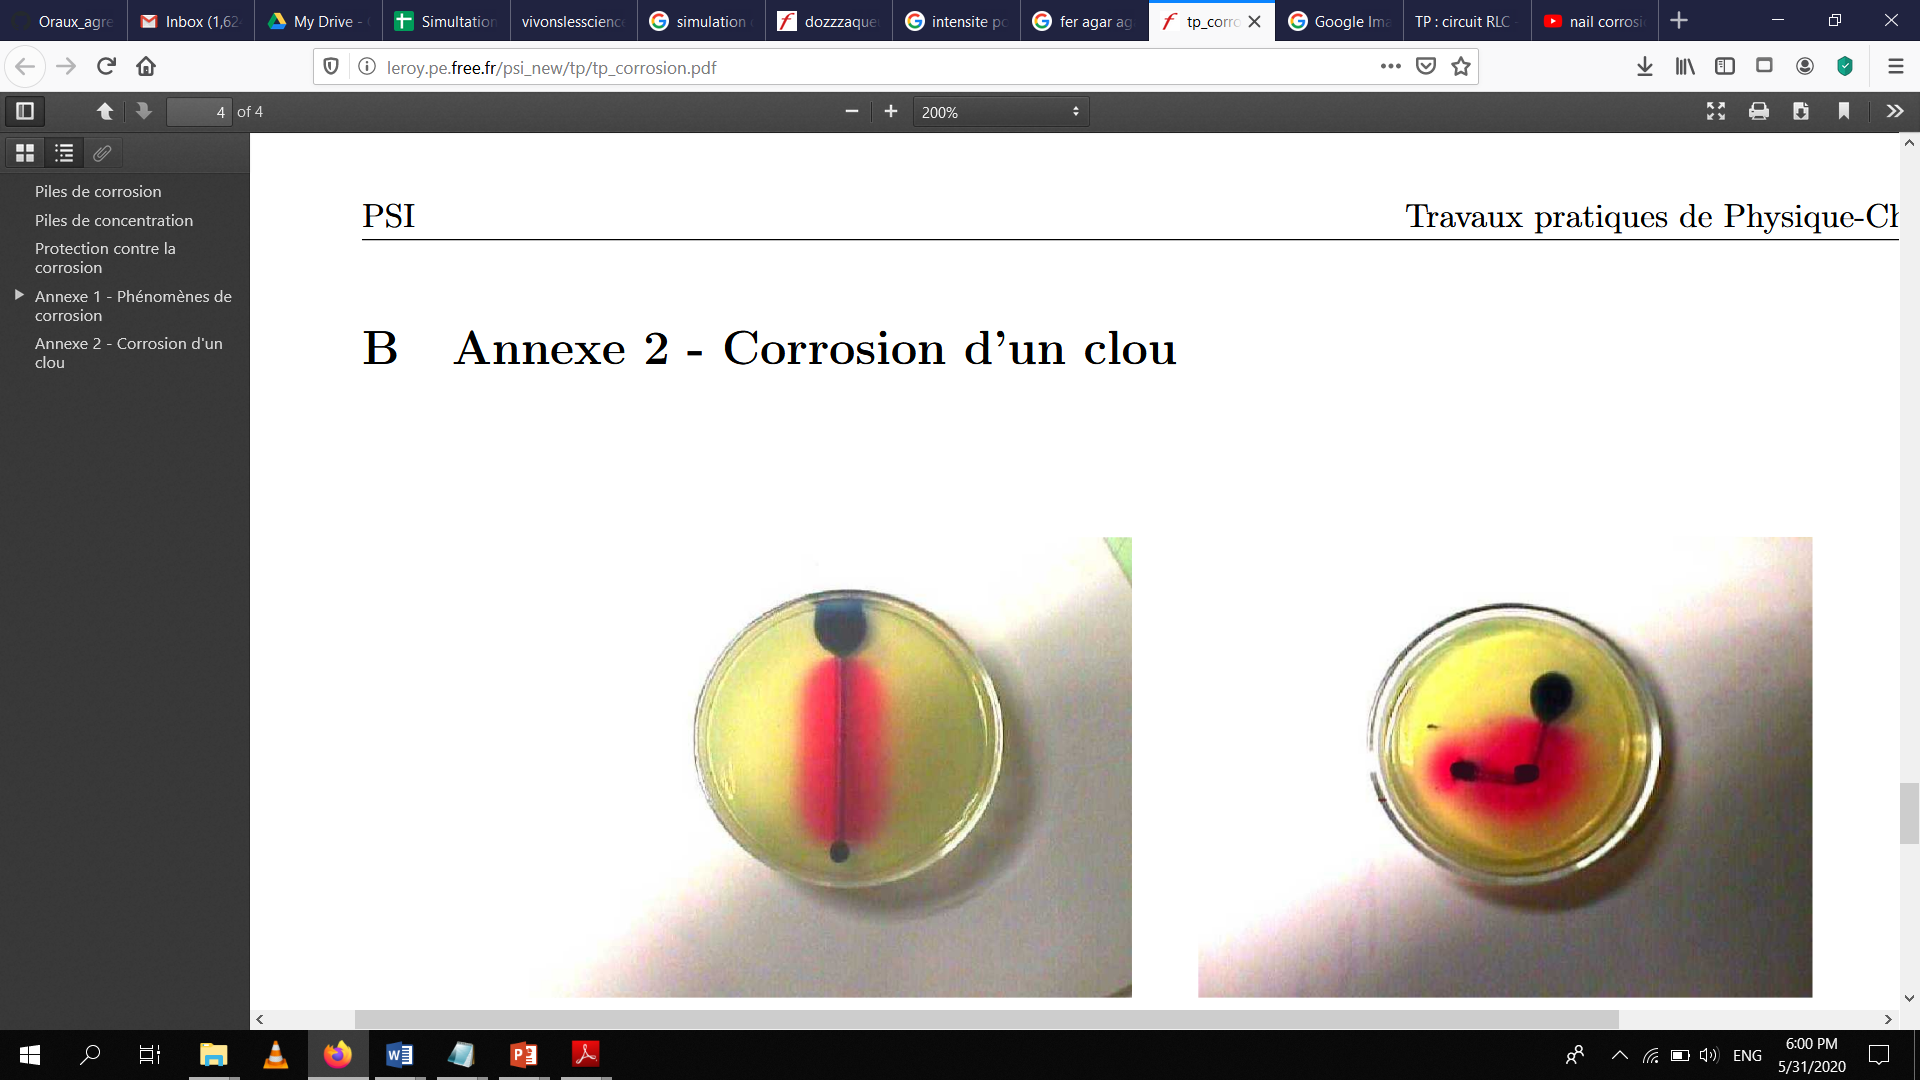 Oraux_agre
Inbox (1,62
My Drive -
Simultation
vivonslesscience
simulation
dozzzaque
intensite po
fer agar ag
tp_corro
Google Ima
TP : circuit RLC
nail corrosi
leroy.pe.free.fr/psi_new/tp/tp_corrosion.pdf
4 of 4
200%
Piles de corrosion
Piles de concentration
Protection contre la
corrosion
Annexe 1 - Phénomènes de
corrosion
Annexe 2 - Corrosion d'un
clou
PSI
Travaux pratiques de Physique-Ch
B Annexe 2 - Corrosion d'un clou
ENG
6:00 PM
5/31/2020